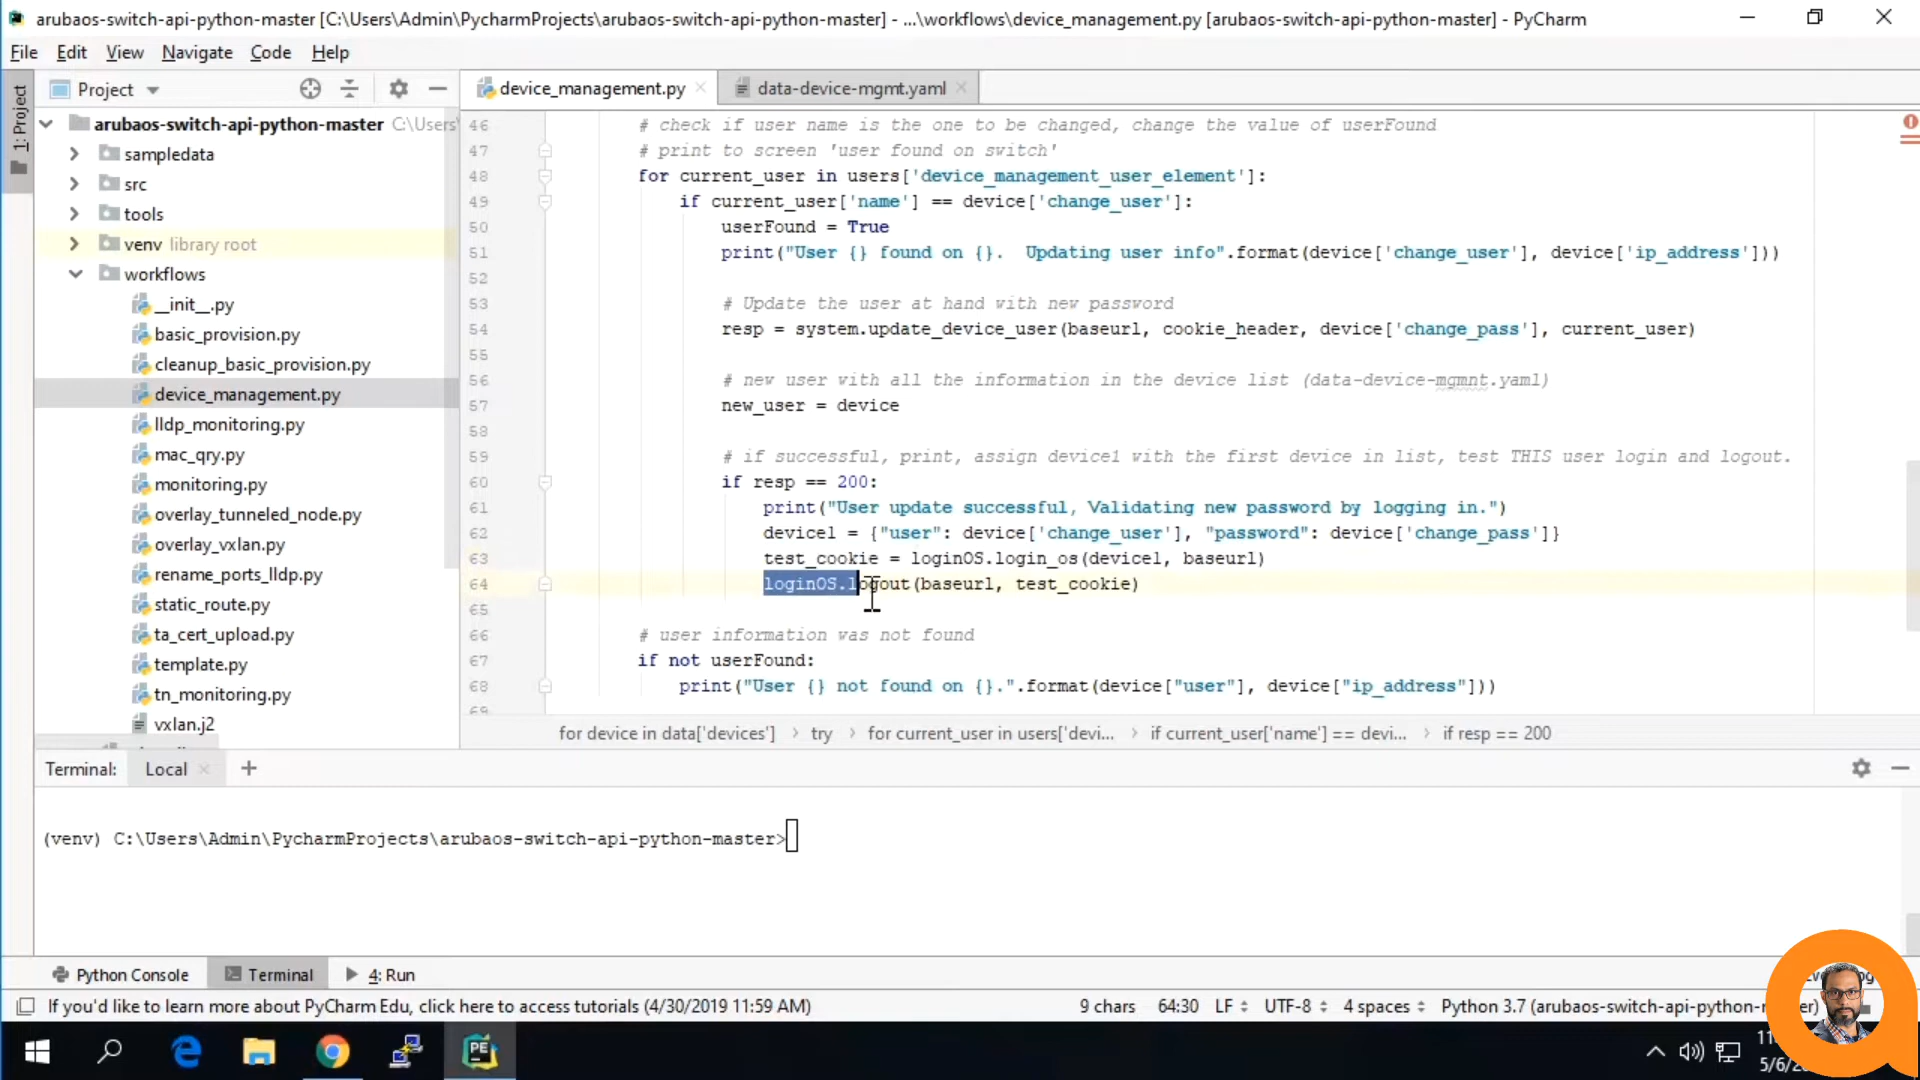 arubaos-switch-api-python-master [C:\Users\Admin\PycharmProjects\arubaos-switch-api-python-master] - ...\workflows\device_management.py [arubaos-switch-api-python-master] - PyCharm
File Edit View Navigate Code Help
1: Project
Project
device_management.py
data-device-mgmt.yaml
arubaos-switch-api-python-master C:\Users\
sampledata
src
tools
venv library root
workflows
__init__.py
basic_provision.py
cleanup_basic_provision.py
device_management.py
lldp_monitoring.py
mac_qry.py
monitoring.py
overlay_tunneled_node.py
overlay_vxlan.py
rename_ports_lldp.py
static_route.py
ta_cert_upload.py
template.py
tn_monitoring.py
vxlan.j2
46 # check if user name is the one to be changed, change the value of userFound
47 # print to screen 'user found on switch'
48 for current_user in users['device_management_user_element']:
49 if current_user['name'] == device['change_user']:
50 userFound = True
51 print("User {} found on {}.  Updating user info".format(device['change_user'], device['ip_address']))
52
53 # Update the user at hand with new password
54 resp = system.update_device_user(baseurl, cookie_header, device['change_pass'], current_user)
55
56 # new user with all the information in the device list (data-device-mgmnt.yaml)
57 new_user = device
58
59 # if successful, print, assign device1 with the first device in list, test THIS user login and logout.
60 if resp == 200:
61 print("User update successful, Validating new password by logging in.")
62 device1 = {"user": device['change_user'], "password": device['change_pass']}
63 test_cookie = loginOS.login_os(device1, baseurl)
64 loginOS.logout(baseurl, test_cookie)
65
66 # user information was not found
67 if not userFound:
68 print("User {} not found on {}.".format(device["user"], device["ip_address"]))
69
for device in data['devices'] › try › for current_user in users['devi... › if current_user['name'] == devi... › if resp == 200
Terminal: Local +
(venv) C:\Users\Admin\PycharmProjects\arubaos-switch-api-python-master>
Python Console Terminal 4: Run
If you'd like to learn more about PyCharm Edu, click here to access tutorials (4/30/2019 11:59 AM) 9 chars 64:30 LF UTF-8 4 spaces Python 3.7 (arubaos-switch-api-python-
PE